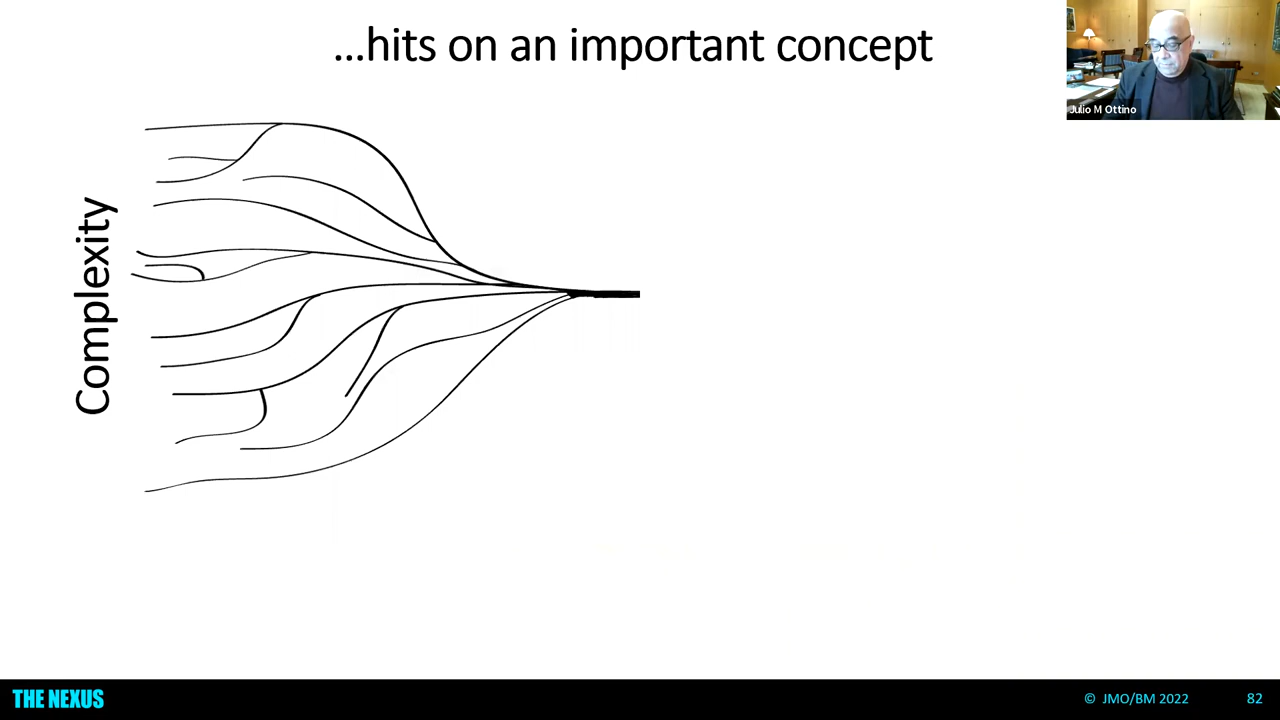 ...hits on an important concept
Julio M Ottino
Complexity
THE NEXUS
© JMO/BM 2022
82